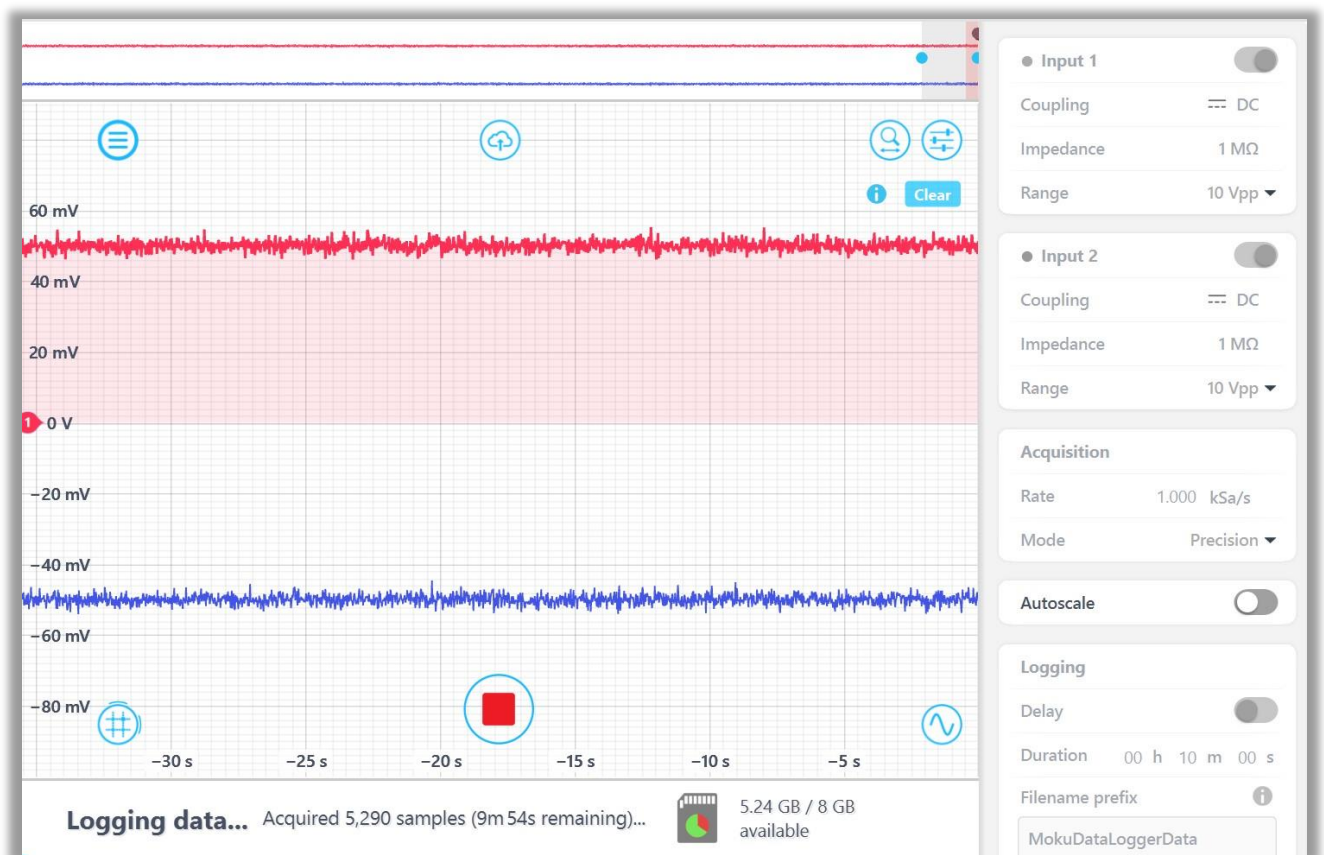 Clear
60 mV
40 mV
20 mV
1 0 V
−20 mV
−40 mV
−60 mV
−80 mV
−30 s −25 s −20 s −15 s −10 s −5 s
Logging data... Acquired 5,290 samples (9m 54s remaining)...
5.24 GB / 8 GB
available
Input 1
Coupling DC
Impedance 1 MΩ
Range 10 Vpp
Input 2
Coupling DC
Impedance 1 MΩ
Range 10 Vpp
Acquisition
Rate 1.000 kSa/s
Mode Precision
Autoscale
Logging
Delay
Duration 00 h 10 m 00 s
Filename prefix
MokuDataLoggerData